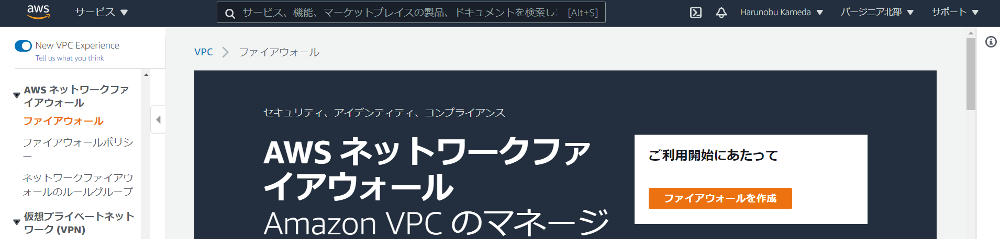 aws
サービス
サービス、機能、マーケットプレイスの製品、ドキュメントを検索し
[Alt+S]
Harunobu Kameda
バージニア北部
サポート
New VPC Experience
Tell us what you think
AWS ネットワークファ
イアウォール
ファイアウォール
ファイアウォールポリシ
ー
ネットワークファイアウ
ォールのルールグループ
仮想プライベートネット
ワーク (VPN)
VPC
ファイアウォール
セキュリティ、アイデンティティ、コンプライアンス
AWS ネットワークファ
イアウォール
Amazon VPC のマネージ
ご利用開始にあたって
ファイアウォールを作成